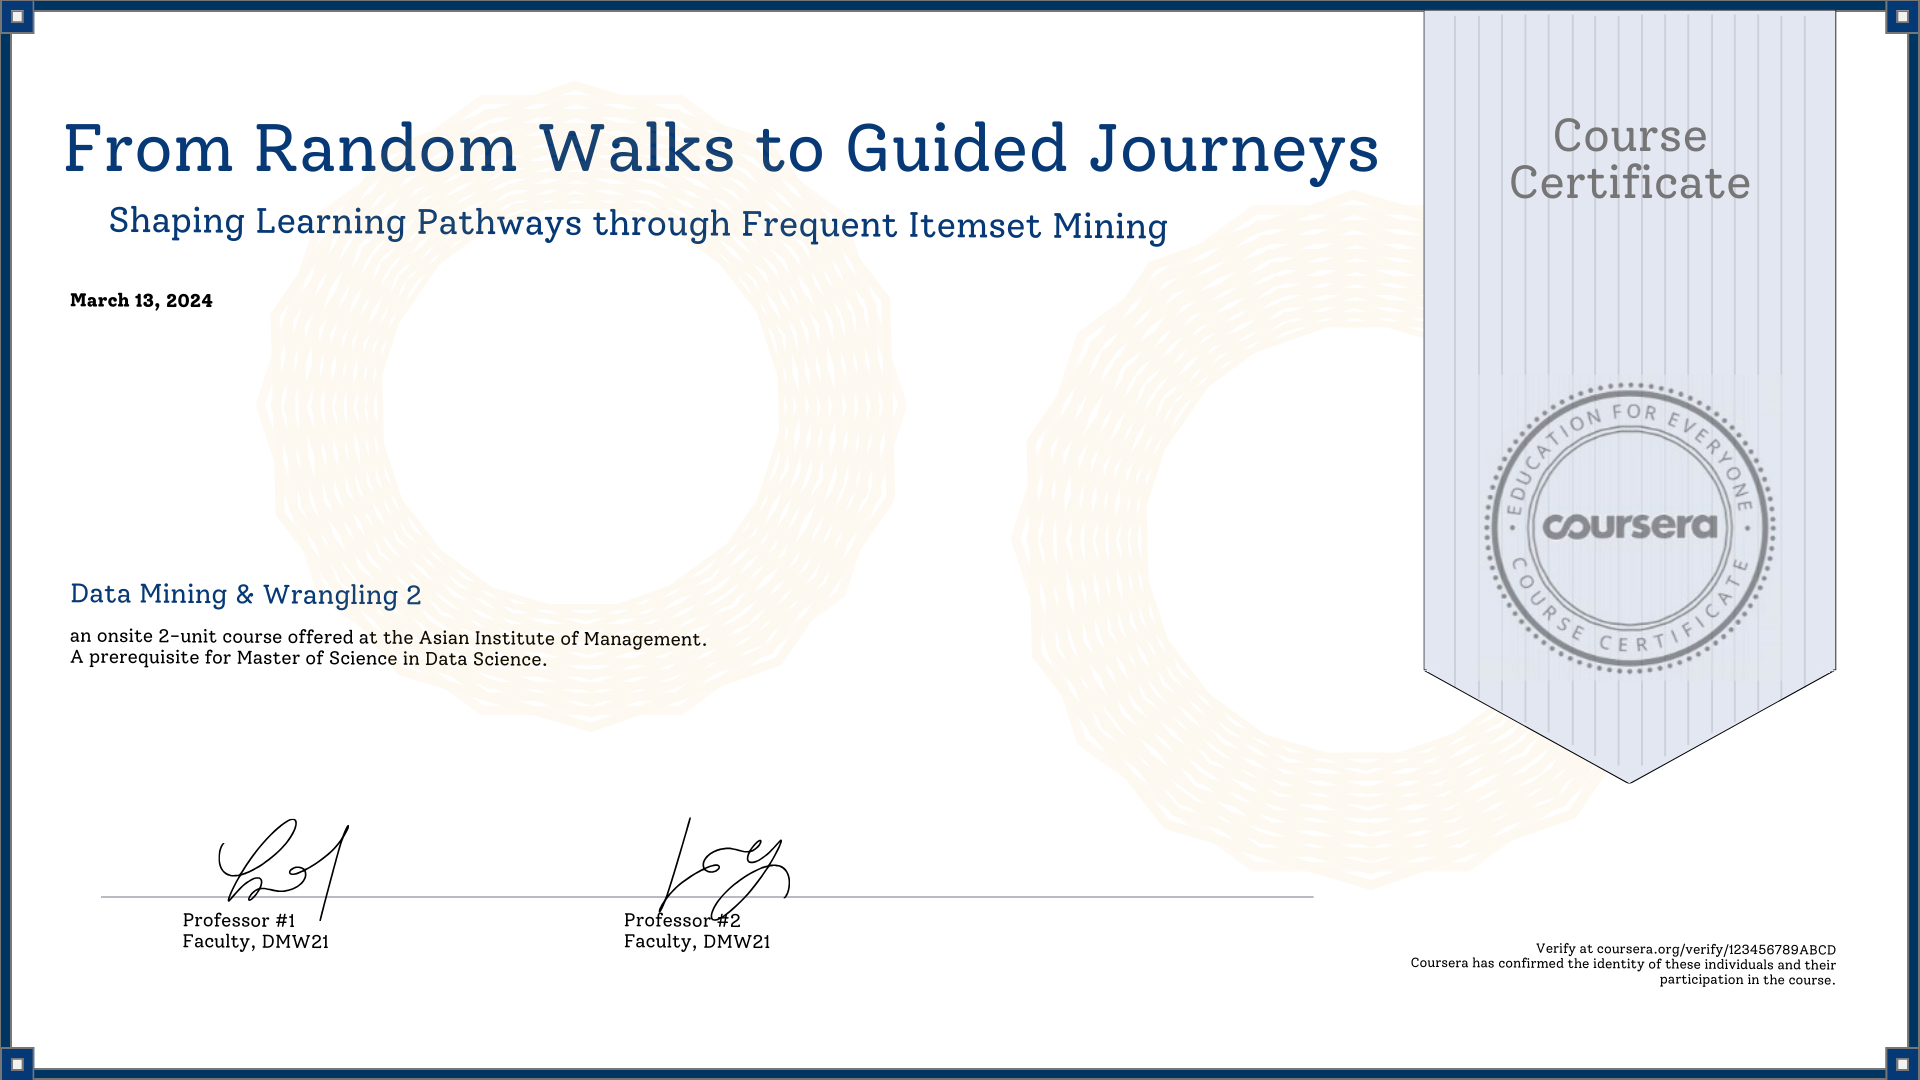 From Random Walks to Guided Journeys
Shaping Learning Pathways through Frequent Itemset Mining
March 13, 2024
Course
Certificate
EDUCATION FOR EVERYONE
coursera
COURSE CERTIFICATE
Data Mining & Wrangling 2
an onsite 2-unit course offered at the Asian Institute of Management.
A prerequisite for Master of Science in Data Science.
Professor #1
Faculty, DMW21
Professor #2
Faculty, DMW21
Verify at coursera.org/verify/123456789ABCD
Coursera has confirmed the identity of these individuals and their
participation in the course.